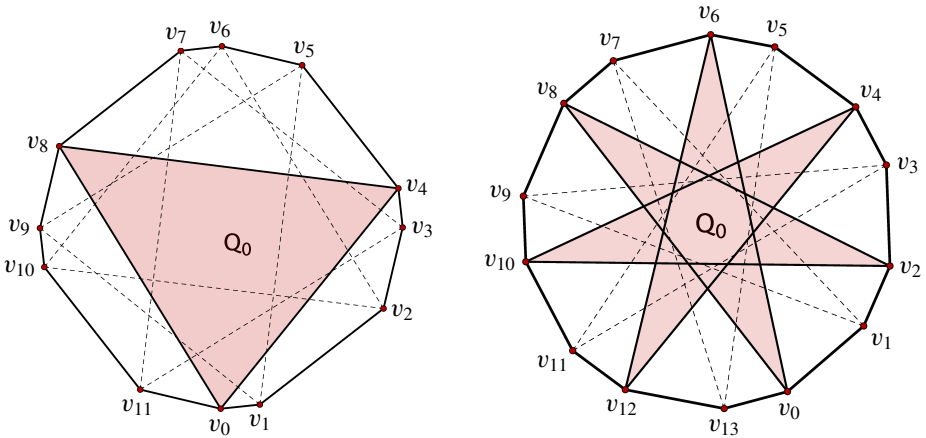 v₇ v₆
v₅
v₈
v₄
v₉ Q₀ v₃
v₁₀
v₂
v₁₁
v₀ v₁
v₆
v₇ v₅
v₈ v₄
v₃
v₉
Q₀
v₁₀ v₂
v₁₁ v₁
v₁₂ v₀
v₁₃